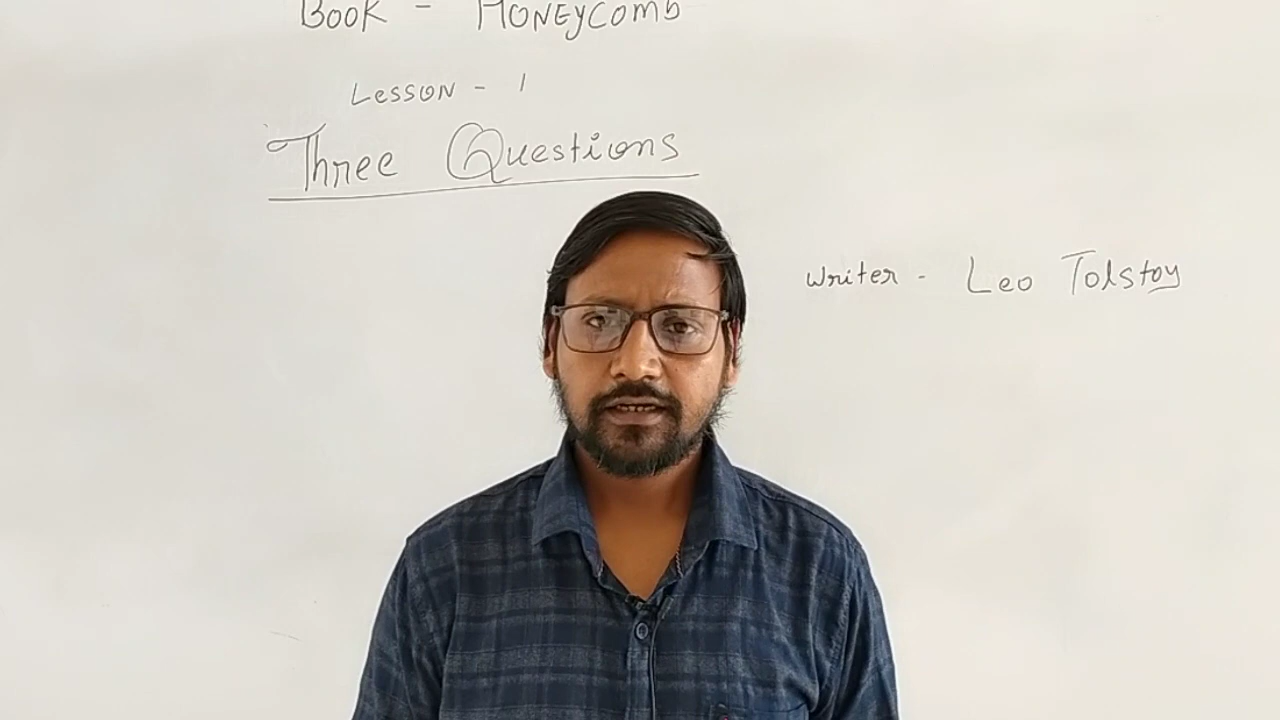 Book - Honeycomb
Lesson - 1
Three Questions
Writer - Leo Tolstoy